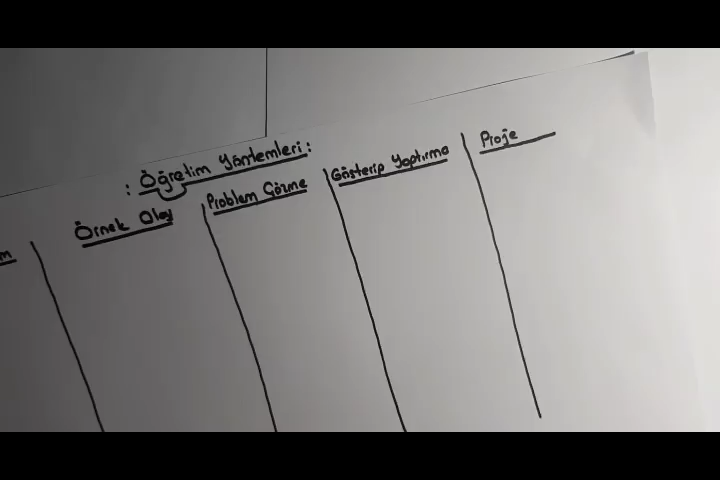 : Öğretim Yöntemleri :
Örnek Olay
Problem Çözme
Gösterip Yaptırma
Proje